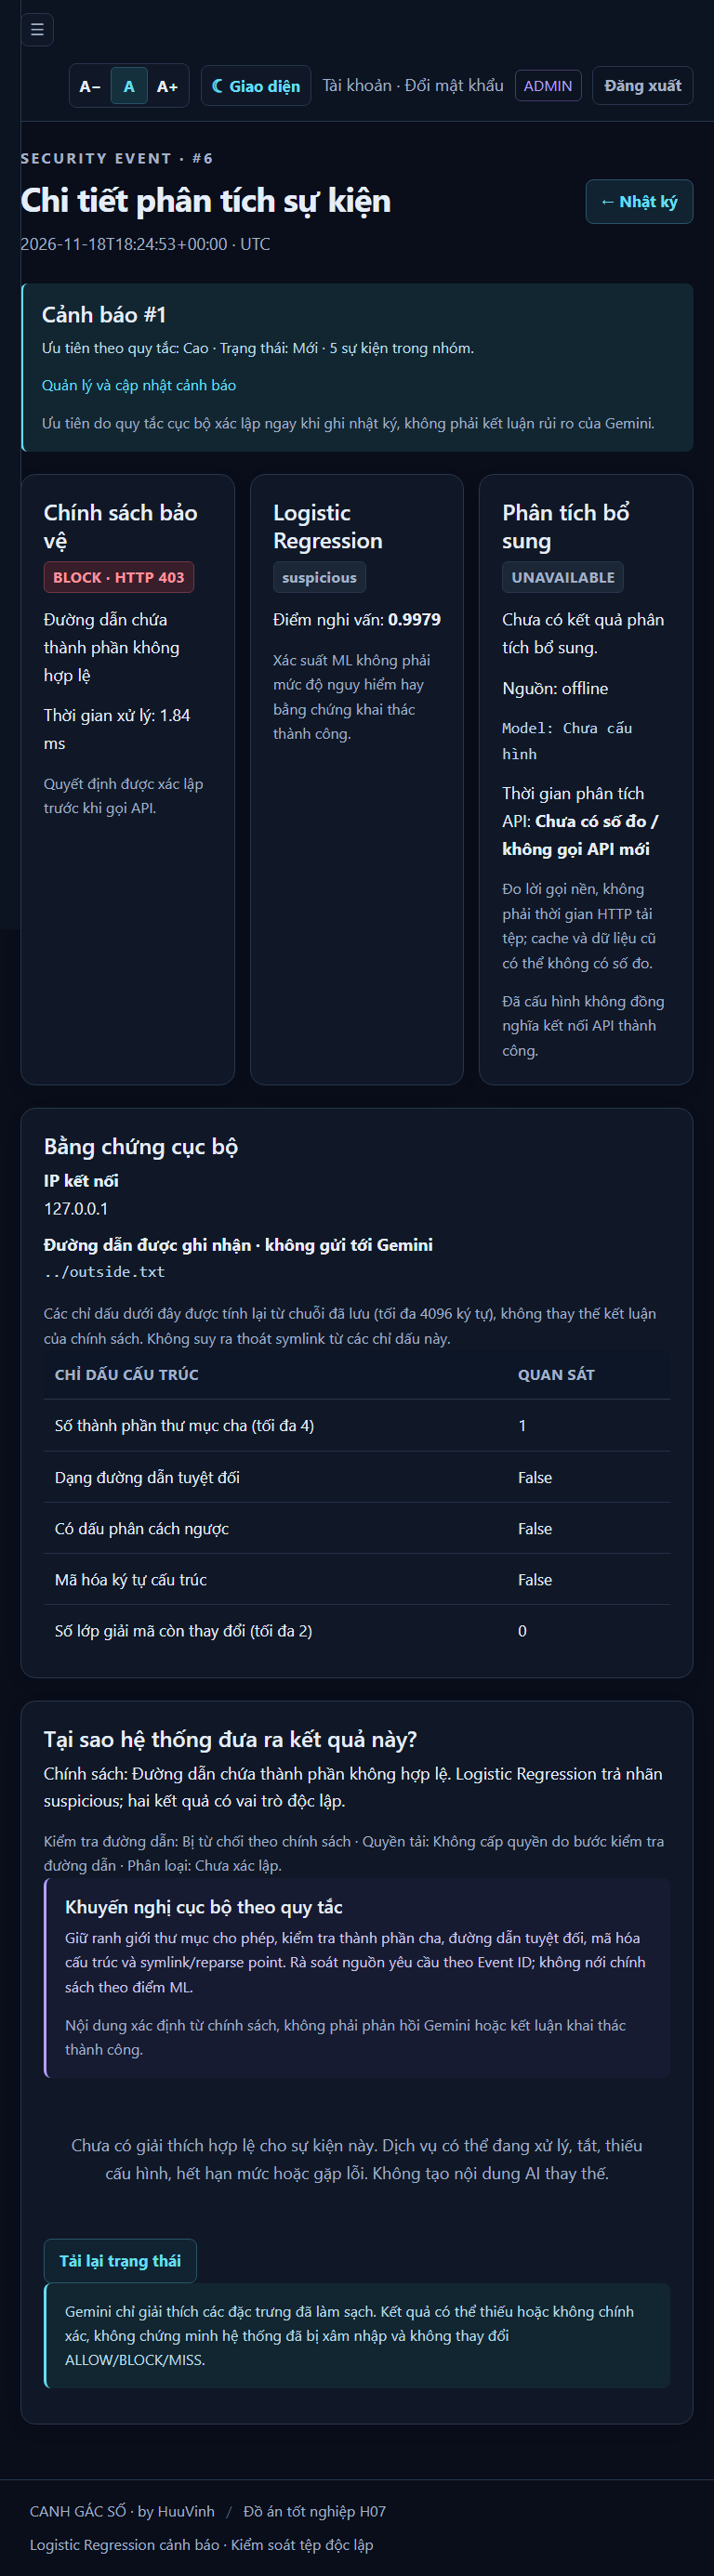 ☰
A− A A+ ☾ Giao diện Tài khoản · Đổi mật khẩu ADMIN Đăng xuất
SECURITY EVENT · #6
Chi tiết phân tích sự kiện
← Nhật ký
2026-11-18T18:24:53+00:00 · UTC
Cảnh báo #1
Ưu tiên theo quy tắc: Cao · Trạng thái: Mới · 5 sự kiện trong nhóm.
Quản lý và cập nhật cảnh báo
Ưu tiên do quy tắc cục bộ xác lập ngay khi ghi nhật ký, không phải kết luận rủi ro của Gemini.
Chính sách bảo
vệ
BLOCK · HTTP 403
Đường dẫn chứa
thành phần không
hợp lệ
Thời gian xử lý: 1.84
ms
Quyết định được xác lập
trước khi gọi API.
Logistic
Regression
suspicious
Điểm nghi vấn: 0.9979
Xác suất ML không phải
mức độ nguy hiểm hay
bằng chứng khai thác
thành công.
Phân tích bổ
sung
UNAVAILABLE
Chưa có kết quả phân
tích bổ sung.
Nguồn: offline
Model: Chưa cấu
hình
Thời gian phân tích
API: Chưa có số đo /
không gọi API mới
Đo lời gọi nền, không
phải thời gian HTTP tải
tệp; cache và dữ liệu cũ
có thể không có số đo.
Đã cấu hình không đồng
nghĩa kết nối API thành
công.
Bằng chứng cục bộ
IP kết nối
127.0.0.1
Đường dẫn được ghi nhận · không gửi tới Gemini
../outside.txt
Các chỉ dấu dưới đây được tính lại từ chuỗi đã lưu (tối đa 4096 ký tự), không thay thế kết luận
của chính sách. Không suy ra thoát symlink từ các chỉ dấu này.
CHỈ DẤU CẤU TRÚC QUAN SÁT
Số thành phần thư mục cha (tối đa 4) 1
Dạng đường dẫn tuyệt đối False
Có dấu phân cách ngược False
Mã hóa ký tự cấu trúc False
Số lớp giải mã còn thay đổi (tối đa 2) 0
Tại sao hệ thống đưa ra kết quả này?
Chính sách: Đường dẫn chứa thành phần không hợp lệ. Logistic Regression trả nhãn
suspicious; hai kết quả có vai trò độc lập.
Kiểm tra đường dẫn: Bị từ chối theo chính sách · Quyền tải: Không cấp quyền do bước kiểm tra
đường dẫn · Phân loại: Chưa xác lập.
Khuyến nghị cục bộ theo quy tắc
Giữ ranh giới thư mục cho phép, kiểm tra thành phần cha, đường dẫn tuyệt đối, mã hóa
cấu trúc và symlink/reparse point. Rà soát nguồn yêu cầu theo Event ID; không nới chính
sách theo điểm ML.
Nội dung xác định từ chính sách, không phải phản hồi Gemini hoặc kết luận khai thác
thành công.
Chưa có giải thích hợp lệ cho sự kiện này. Dịch vụ có thể đang xử lý, tắt, thiếu
cấu hình, hết hạn mức hoặc gặp lỗi. Không tạo nội dung AI thay thế.
Tải lại trạng thái
Gemini chỉ giải thích các đặc trưng đã làm sạch. Kết quả có thể thiếu hoặc không chính
xác, không chứng minh hệ thống đã bị xâm nhập và không thay đổi
ALLOW/BLOCK/MISS.
CANH GÁC SỐ · by HuuVinh / Đồ án tốt nghiệp H07
Logistic Regression cảnh báo · Kiểm soát tệp độc lập